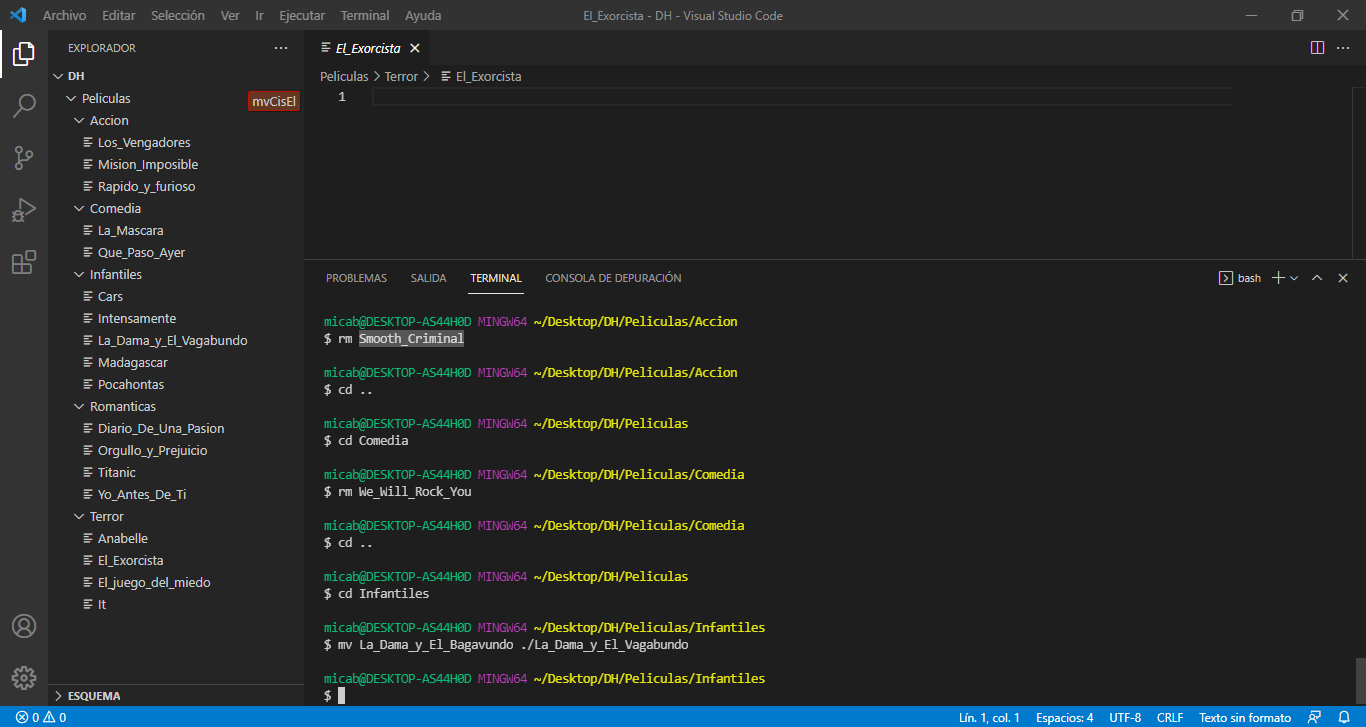 Archivo Editar Selección Ver Ir Ejecutar Terminal Ayuda El_Exorcista - DH - Visual Studio Code
EXPLORADOR
DH
Peliculas
mvCisEl
Accion
Los_Vengadores
Mision_Imposible
Rapido_y_furioso
Comedia
La_Mascara
Que_Paso_Ayer
Infantiles
Cars
Intensamente
La_Dama_y_El_Vagabundo
Madagascar
Pocahontas
Romanticas
Diario_De_Una_Pasion
Orgullo_y_Prejuicio
Titanic
Yo_Antes_De_Ti
Terror
Anabelle
El_Exorcista
El_juego_del_miedo
It
ESQUEMA
El_Exorcista
Peliculas > Terror > El_Exorcista
1
PROBLEMAS SALIDA TERMINAL CONSOLA DE DEPURACIÓN
bash
micab@DESKTOP-AS44H0D MINGW64 ~/Desktop/DH/Peliculas/Accion
$ rm Smooth_Criminal
micab@DESKTOP-AS44H0D MINGW64 ~/Desktop/DH/Peliculas/Accion
$ cd ..
micab@DESKTOP-AS44H0D MINGW64 ~/Desktop/DH/Peliculas
$ cd Comedia
micab@DESKTOP-AS44H0D MINGW64 ~/Desktop/DH/Peliculas/Comedia
$ rm We_Will_Rock_You
micab@DESKTOP-AS44H0D MINGW64 ~/Desktop/DH/Peliculas/Comedia
$ cd ..
micab@DESKTOP-AS44H0D MINGW64 ~/Desktop/DH/Peliculas
$ cd Infantiles
micab@DESKTOP-AS44H0D MINGW64 ~/Desktop/DH/Peliculas/Infantiles
$ mv La_Dama_y_El_Bagavundo ./La_Dama_y_El_Vagabundo
micab@DESKTOP-AS44H0D MINGW64 ~/Desktop/DH/Peliculas/Infantiles
$
0 0 Lín. 1, col. 1 Espacios: 4 UTF-8 CRLF Texto sin formato